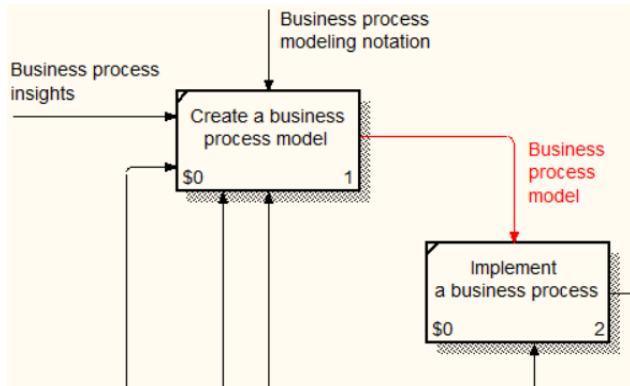 Business process
modeling notation
Business process
insights
Create a business
process model
$0 1
Business
process
model
Implement
a business process
$0 2